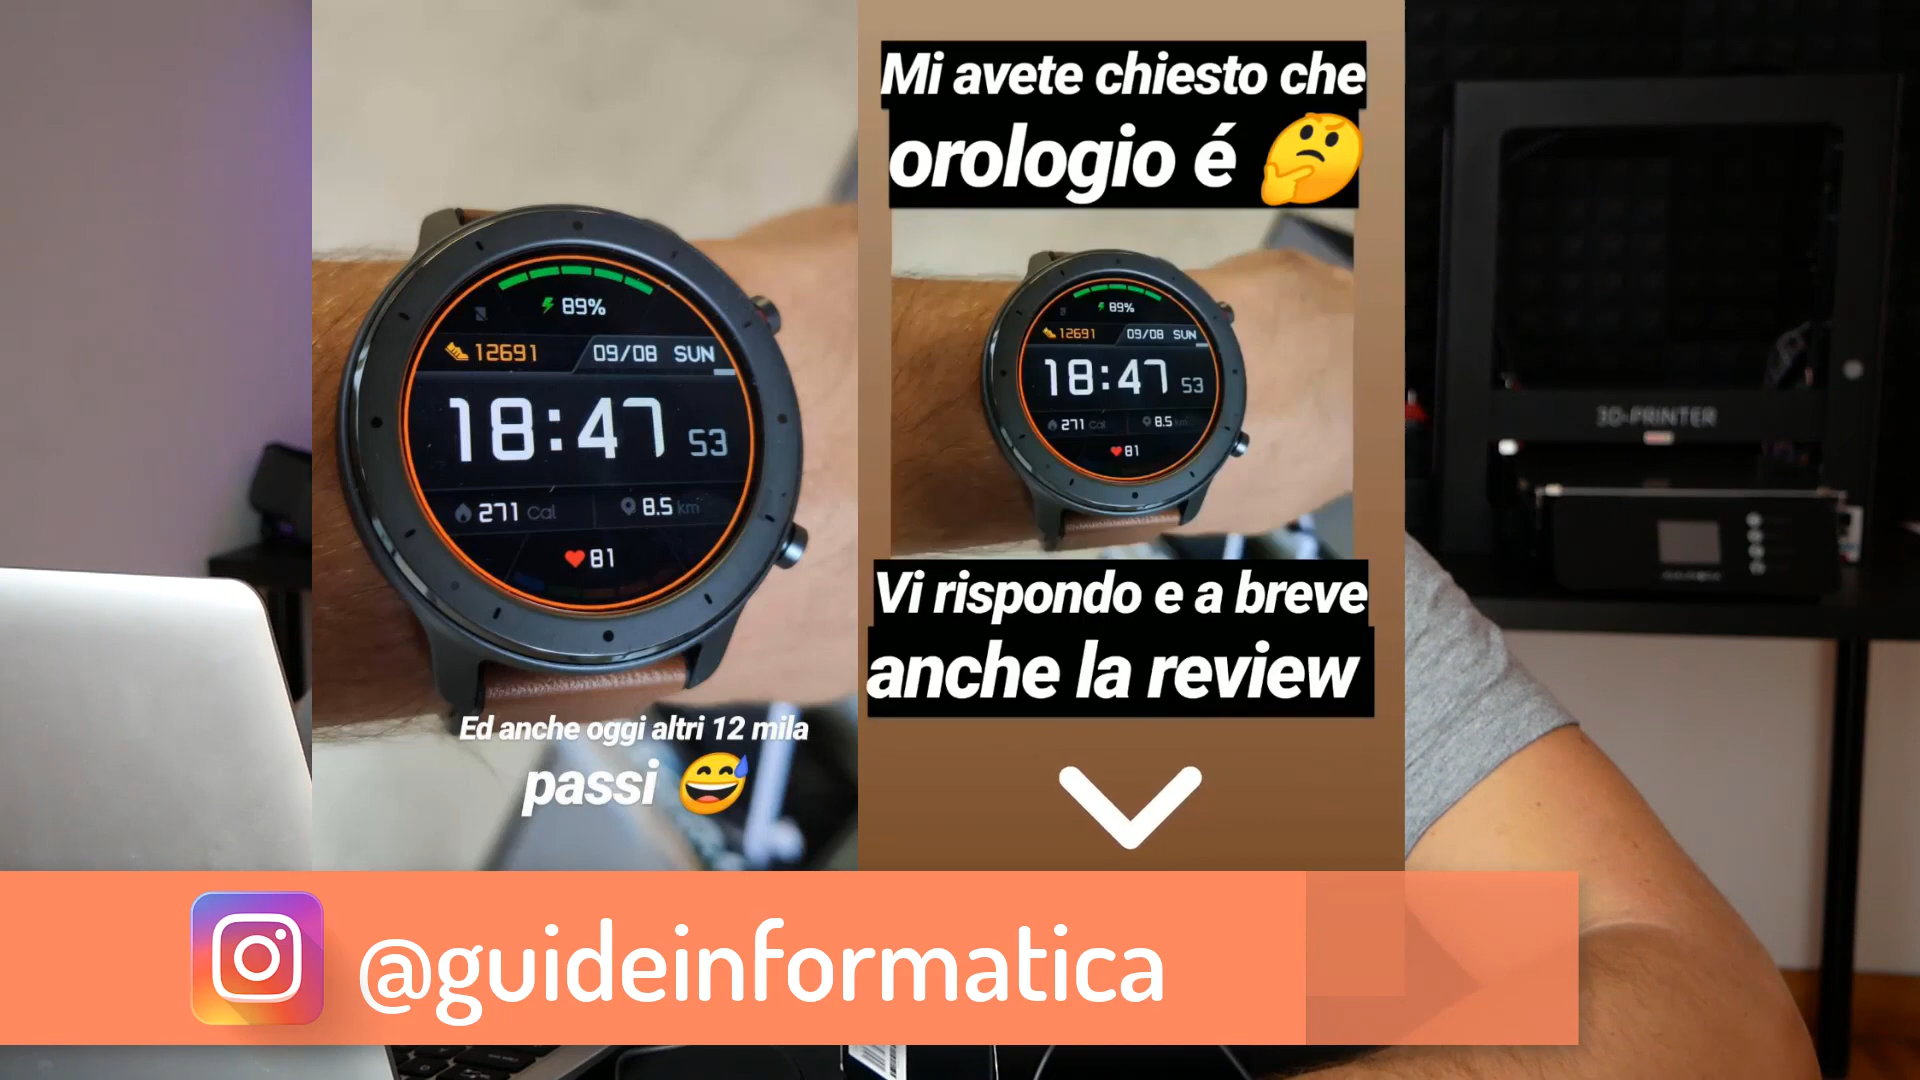 89%
12691 09/08 SUN
18:47 53
271 Cal 8.5 km
81
Ed anche oggi altri 12 mila
passi
Mi avete chiesto che
orologio é
89%
12691 09/08 SUN
18:47 53
271 Cal 8.5 km
81
Vi rispondo e a breve
anche la review
3D-PRINTER
@guideinformatica